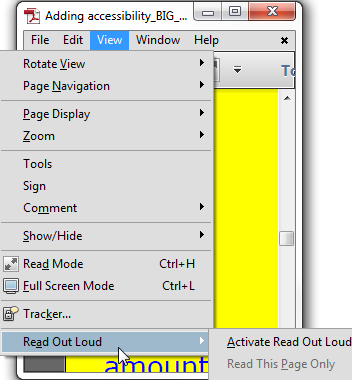 Adding accessibility_BIG_...
File Edit View Window Help
Rotate View
Page Navigation
Page Display
Zoom
Tools
Sign
Comment
Show/Hide
Read Mode Ctrl+H
Full Screen Mode Ctrl+L
Tracker...
Read Out Loud
Activate Read Out Loud
Read This Page Only
amount